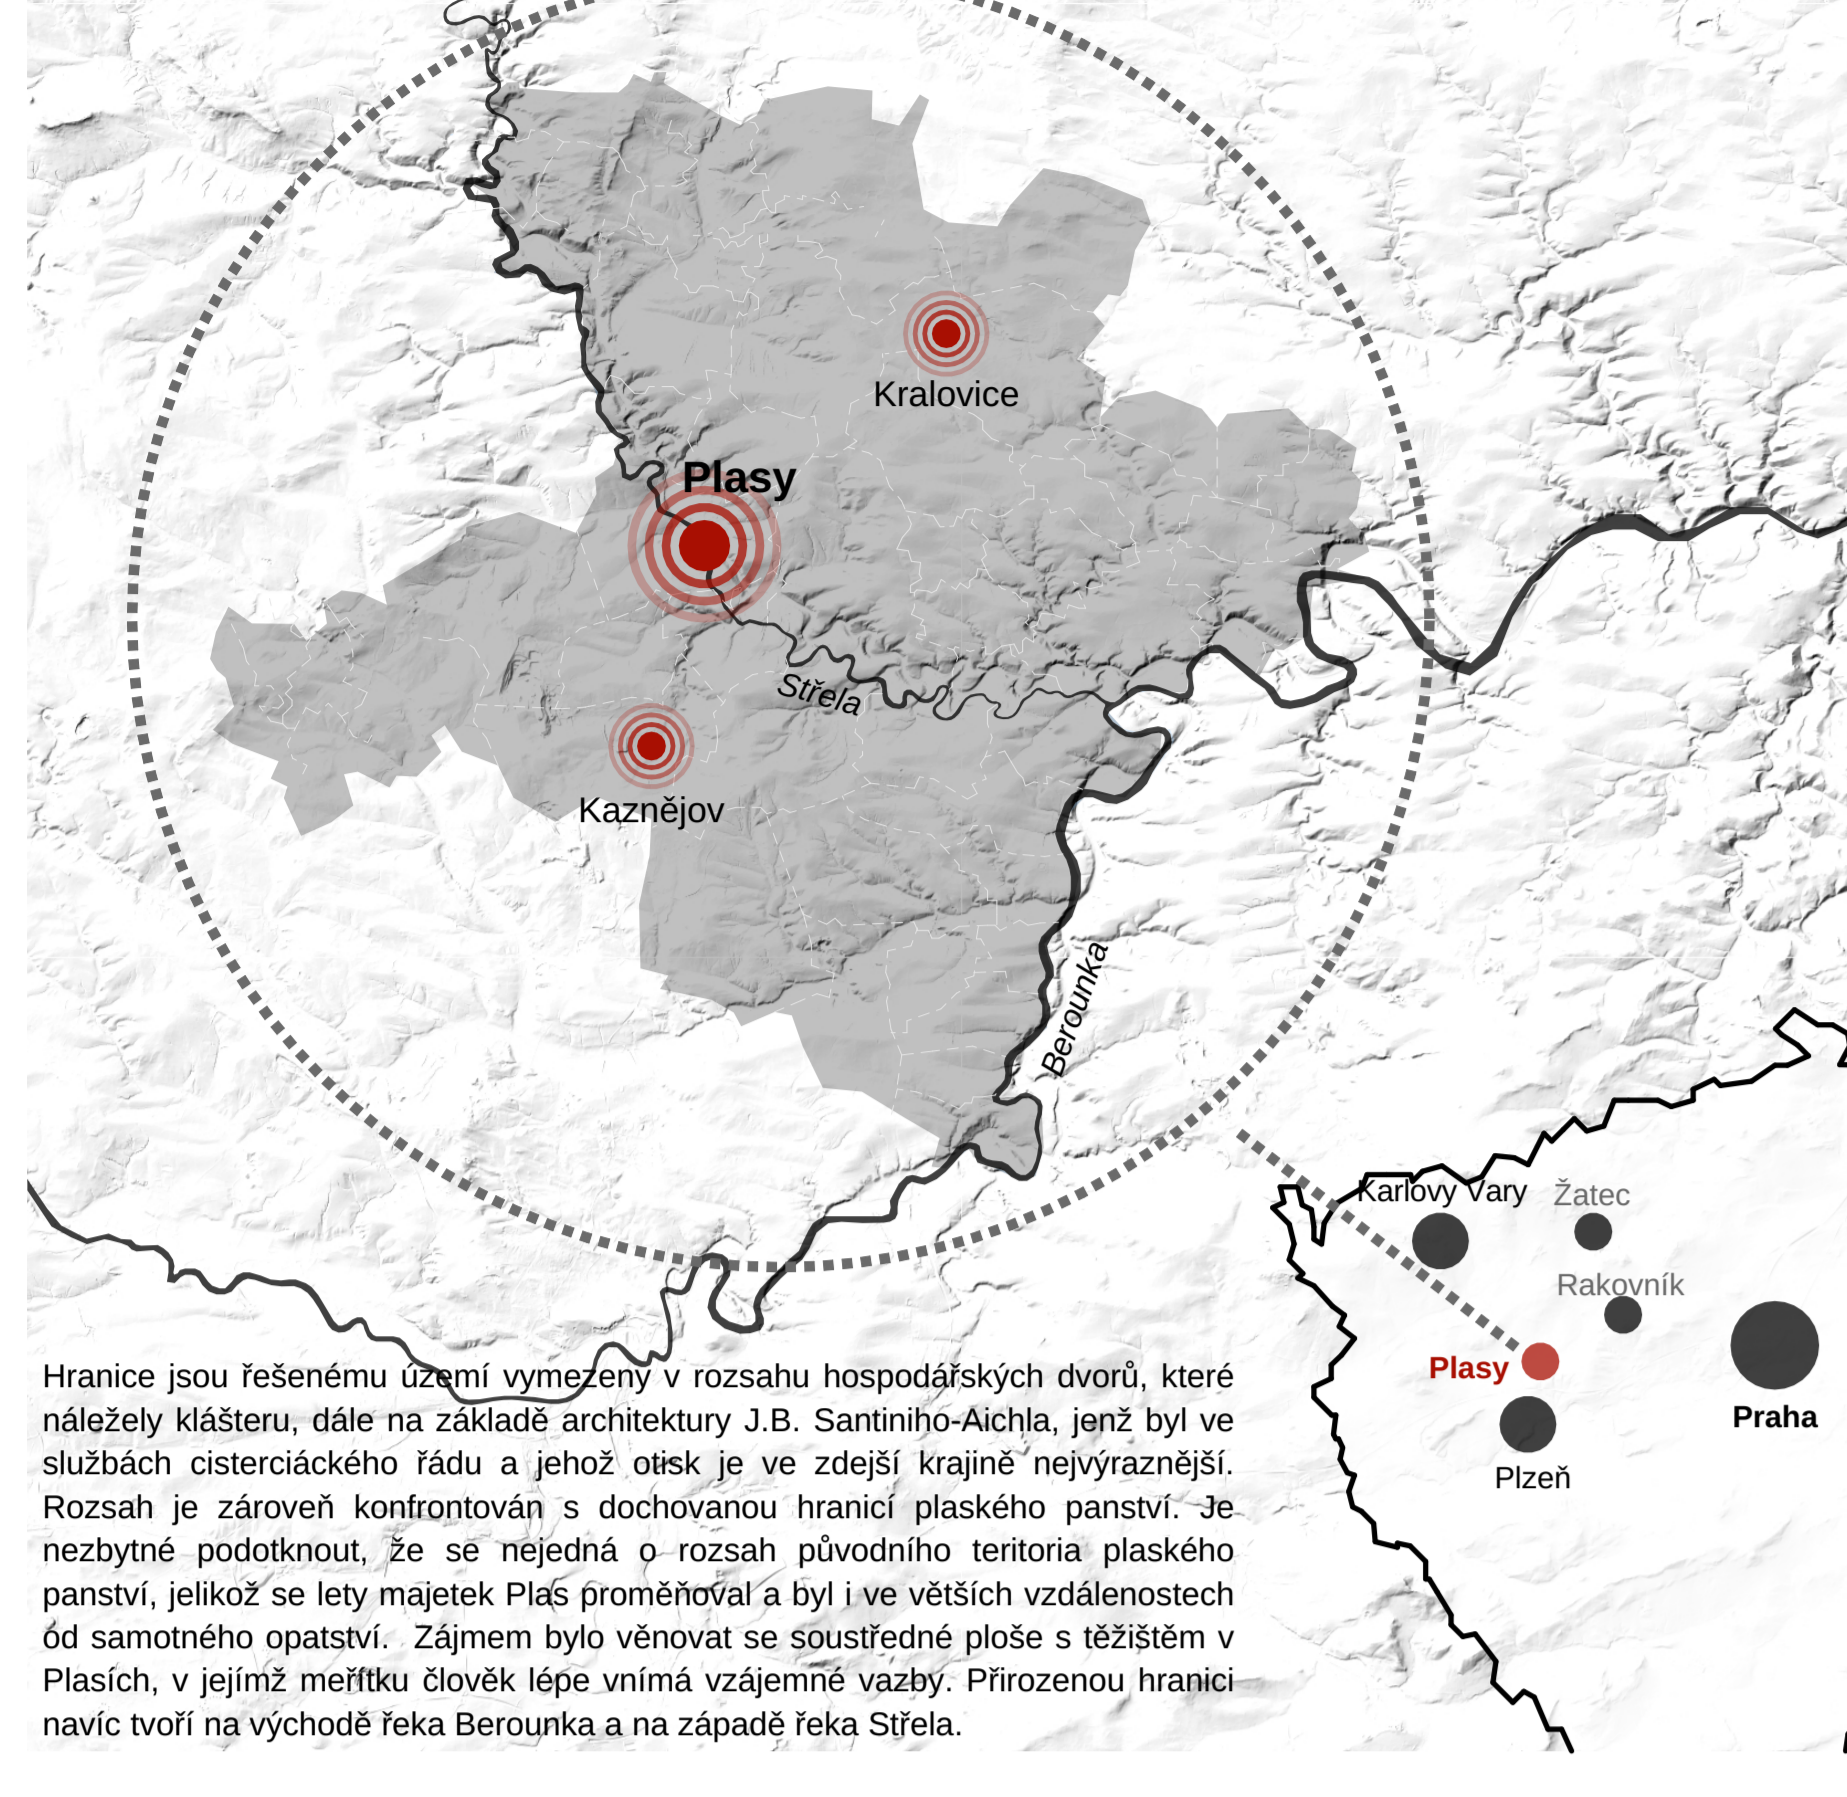 Kralovice
Plasy
Střela
Kaznějov
Berounka
Karlovy Vary
Žatec
Rakovník
Plasy
Praha
Plzeň
Hranice jsou řešenému území vymezeny v rozsahu hospodářských dvorů, které
náležely klášteru, dále na základě architektury J.B. Santiniho-Aichla, jenž byl ve
službách cisterciáckého řádu a jehož otisk je ve zdejší krajině nejvýraznější.
Rozsah je zároveň konfrontován s dochovanou hranicí plaského panství. Je
nezbytné podotknout, že se nejedná o rozsah původního teritoria plaského
panství, jelikož se lety majetek Plas proměňoval a byl i ve větších vzdálenostech
od samotného opatství. Zájmem bylo věnovat se soustředné ploše s těžištěm v
Plasích, v jejímž meřítku člověk lépe vnímá vzájemné vazby. Přirozenou hranici
navíc tvoří na východě řeka Berounka a na západě řeka Střela.